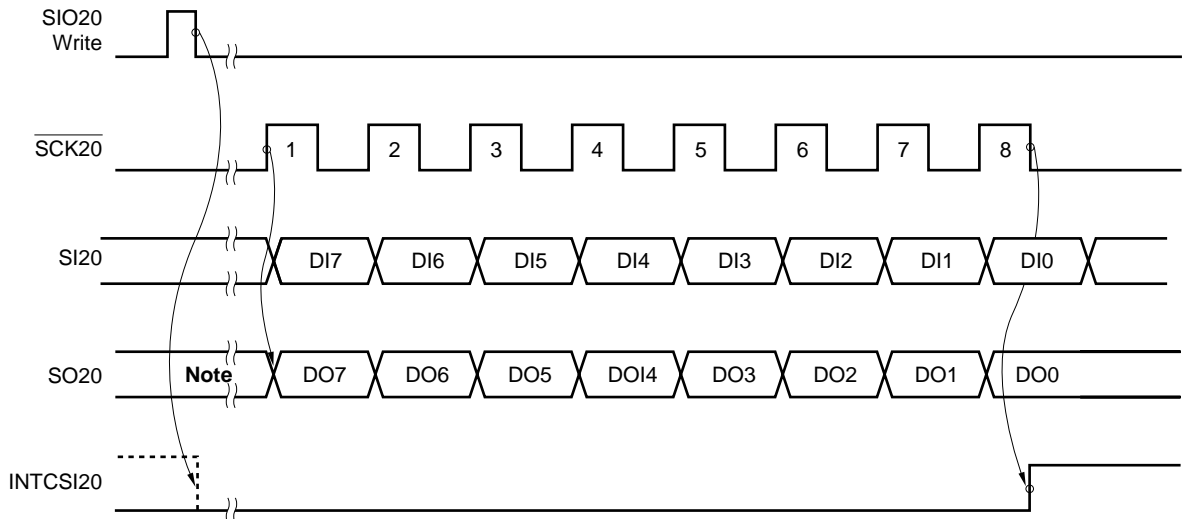 SIO20
Write
SCK20
1 2 3 4 5 6 7 8
SI20
DI7 DI6 DI5 DI4 DI3 DI2 DI1 DI0
SO20
Note DO7 DO6 DO5 DOI4 DO3 DO2 DO1 DO0
INTCSI20